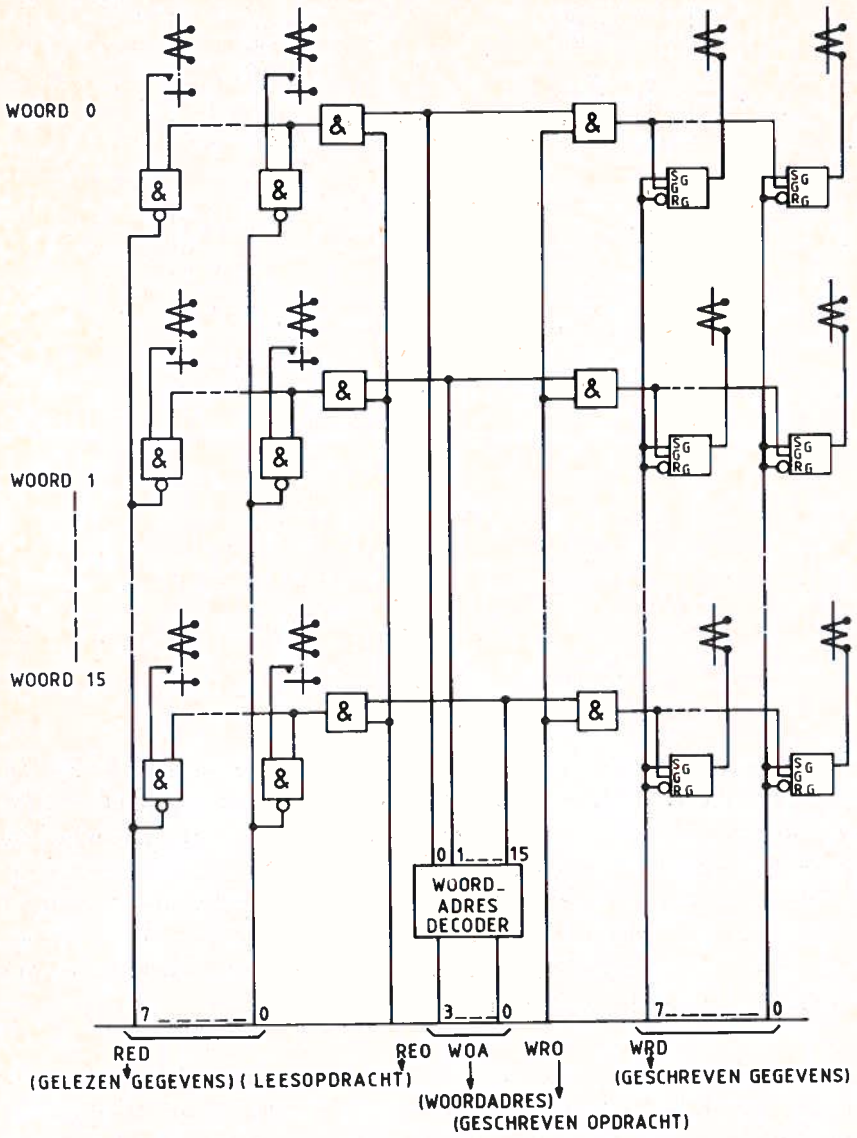 WOORD 0
& &
& &
S G
G
R G
S G
G
R G
& &
& &
S G
G
R G
S G
G
R G
WOORD 1
& &
WOORD 15
& &
S G
G
R G
S G
G
R G
& &
0 1 _ _ _ 15
WOORD_
ADRES
DECODER
7 _ _ _ _ _ _ 0
3 _ _ _ 0
7 _ _ _ _ _ 0
RED REO WOA WRO WRD
(GELEZEN GEGEVENS) (LEESOPDRACHT) (GESCHREVEN GEGEVENS)
(WOORDADRES)
(GESCHREVEN OPDRACHT)